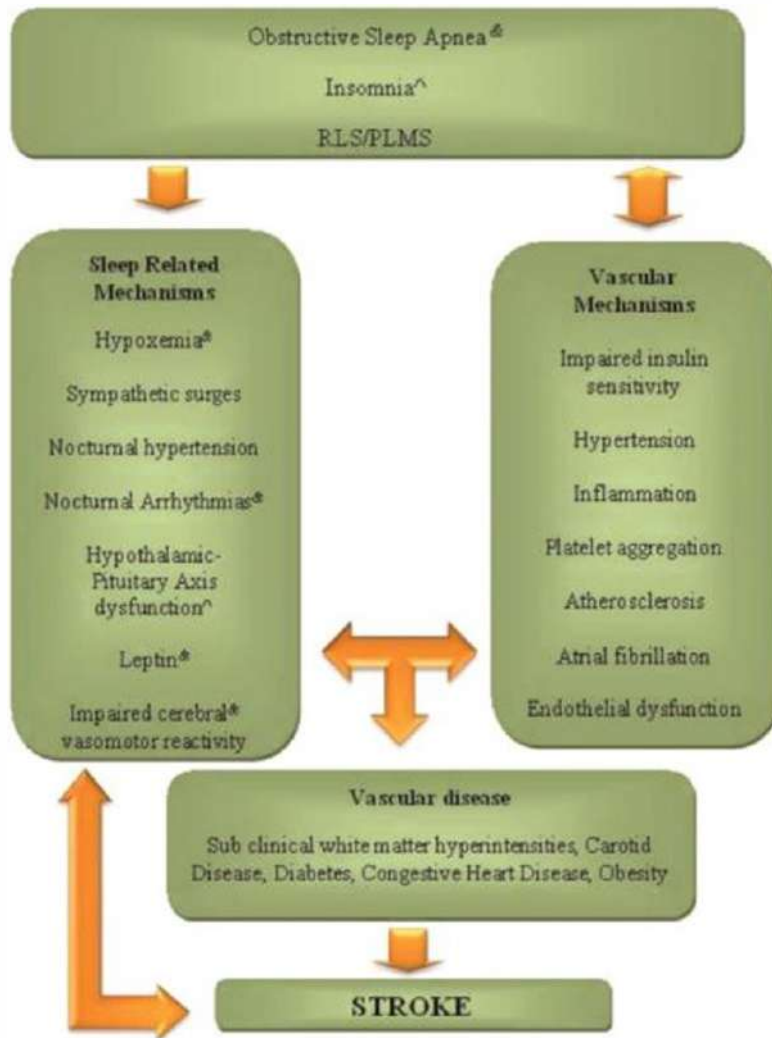 Obstructive Sleep Apnea&
Insomnia^
RLS/PLMS
Sleep Related
Mechanisms
Hypoxemia&
Sympathetic surges
Nocturnal hypertension
Nocturnal Arrhythmias&
Hypothalamic-
Pituitary Axis
dysfunction^
Leptin&
Impaired cerebral&
vasomotor reactivity
Vascular
Mechanisms
Impaired insulin
sensitivity
Hypertension
Inflammation
Platelet aggregation
Atherosclerosis
Atrial fibrillation
Endothelial dysfunction
Vascular disease
Sub clinical white matter hyperintensities, Carotid
Disease, Diabetes, Congestive Heart Disease, Obesity
STROKE